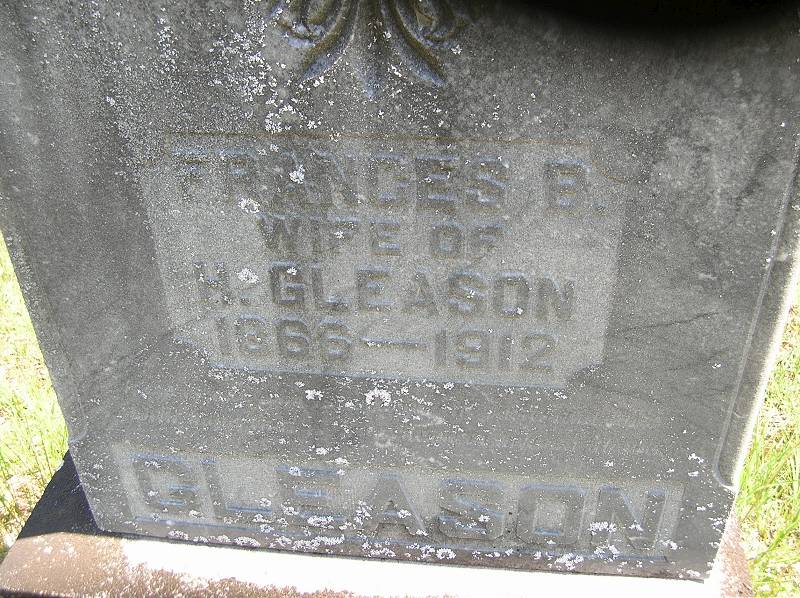 FRANCES B.
WIFE OF
H. GLEASON
1866—1912
GLEASON